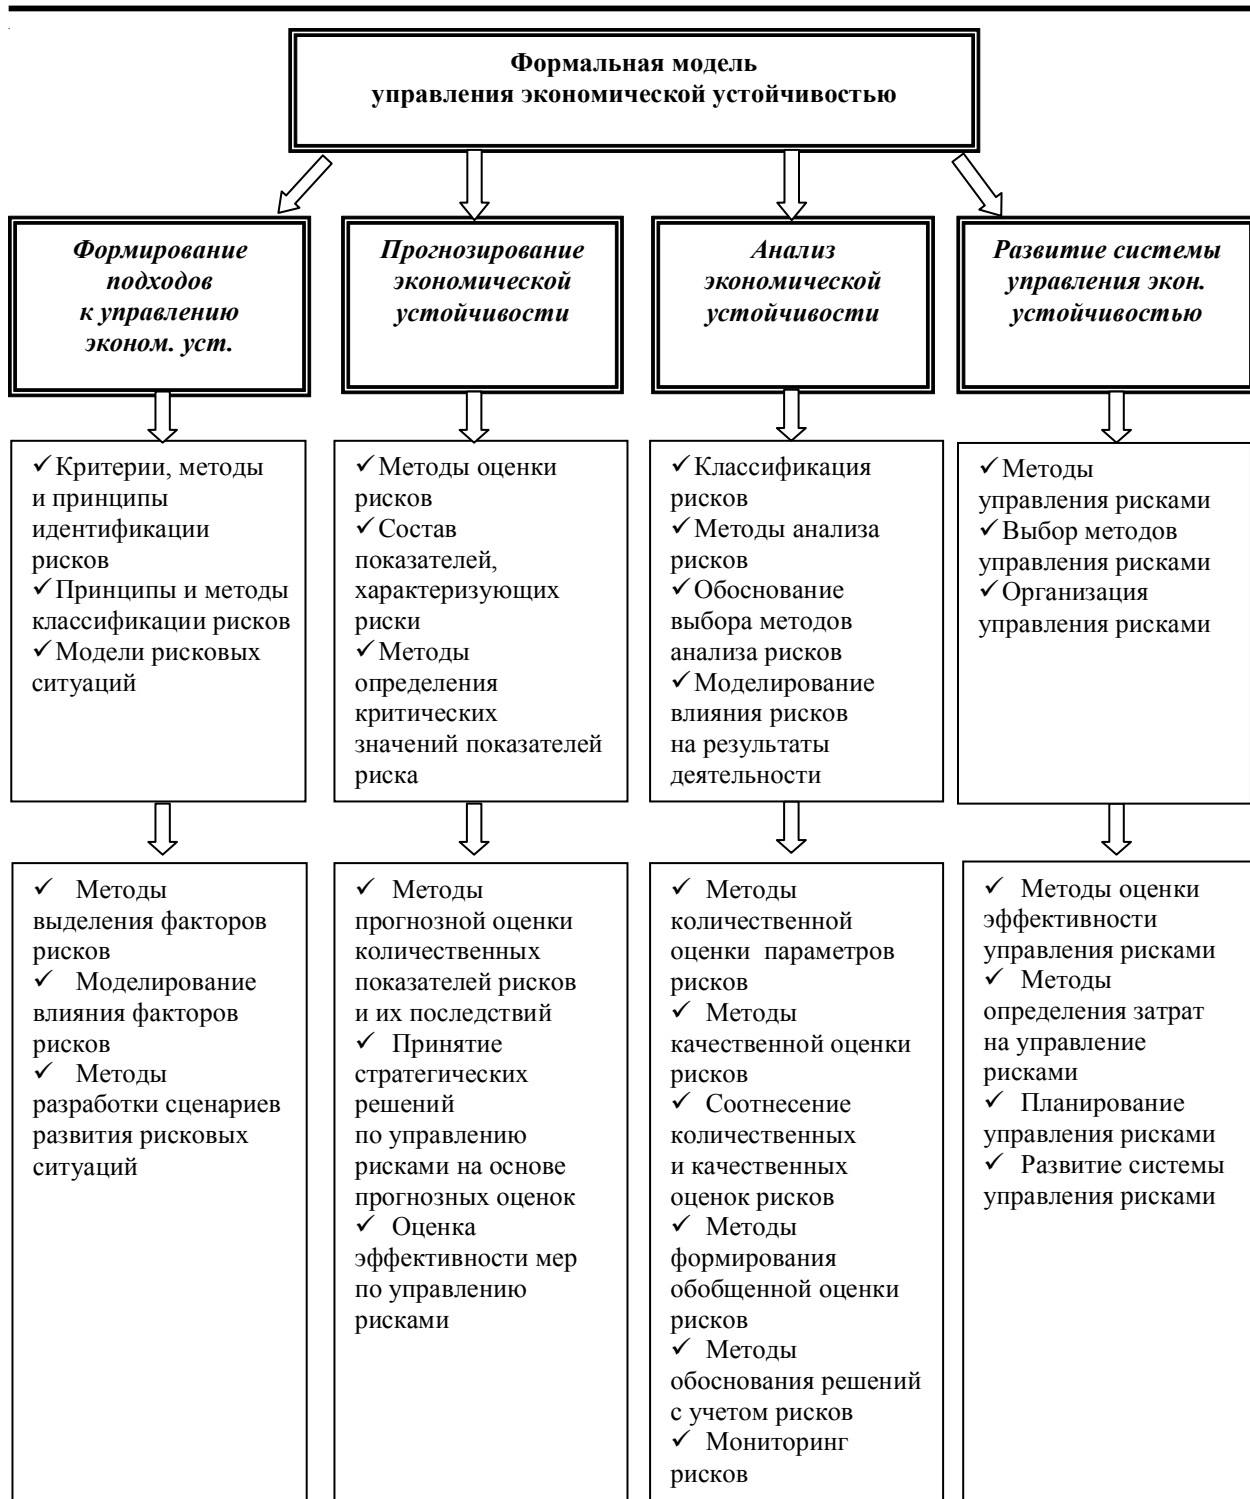 Формальная модель
управления экономической устойчивостью
Формирование
подходов
к управлению
эконом. уст.
Прогнозирование
экономической
устойчивости
Анализ
экономической
устойчивости
Развитие системы
управления экон.
устойчивостью
✓Критерии, методы
и принципы
идентификации
рисков
✓Принципы и методы
классификации рисков
✓Модели рисковых
ситуаций
✓Методы оценки
рисков
✓Состав
показателей,
характеризующих
риски
✓Методы
определения
критических
значений показателей
риска
✓Классификация
рисков
✓Методы анализа
рисков
✓Обоснование
выбора методов
анализа рисков
✓Моделирование
влияния рисков
на результаты
деятельности
✓Методы
управления рисками
✓Выбор методов
управления рисками
✓Организация
управления рисками
✓ Методы
выделения факторов
рисков
✓ Моделирование
влияния факторов
рисков
✓ Методы
разработки сценариев
развития рисковых
ситуаций
✓ Методы
прогнозной оценки
количественных
показателей рисков
и их последствий
✓ Принятие
стратегических
решений
по управлению
рисками на основе
прогнозных оценок
✓ Оценка
эффективности мер
по управлению
рисками
✓ Методы
количественной
оценки параметров
рисков
✓ Методы
качественной оценки
рисков
✓ Соотнесение
количественных
и качественных
оценок рисков
✓ Методы
формирования
обобщенной оценки
рисков
✓ Методы
обоснования решений
с учетом рисков
✓ Мониторинг
рисков
✓ Методы оценки
эффективности
управления рисками
✓ Методы
определения затрат
на управление
рисками
✓ Планирование
управления рисками
✓ Развитие системы
управления рисками